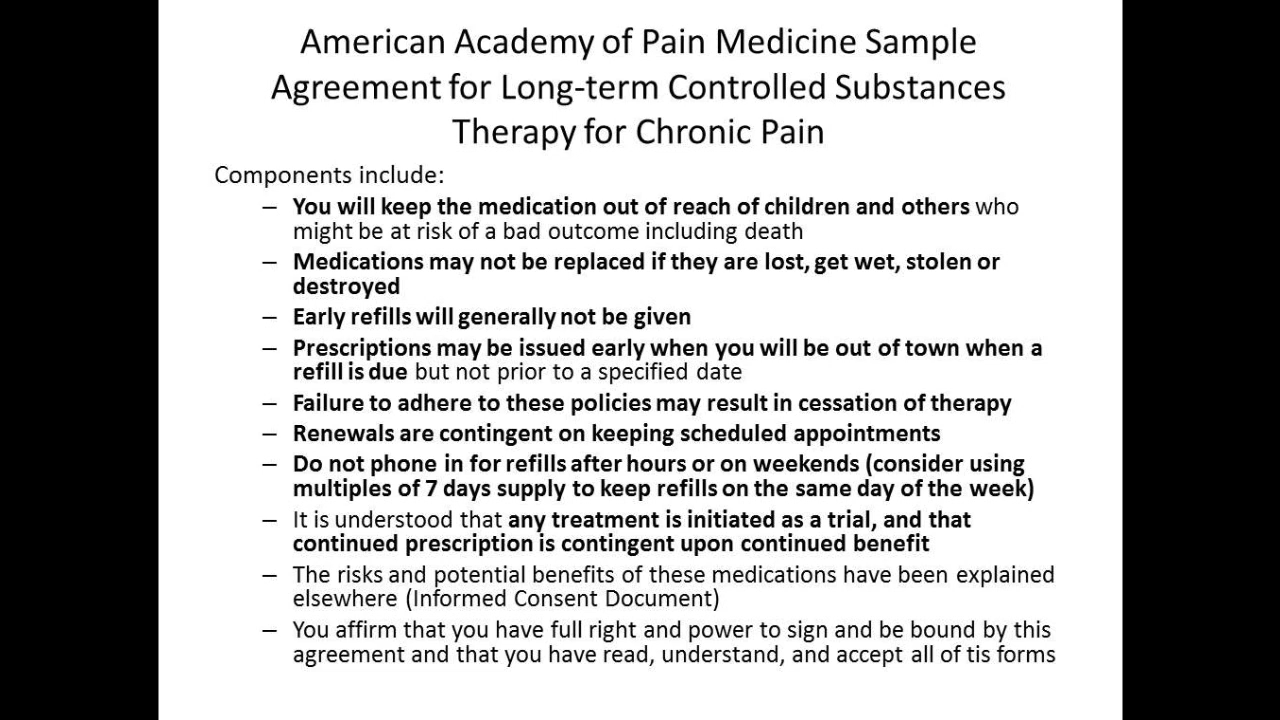 American Academy of Pain Medicine Sample
Agreement for Long-term Controlled Substances
Therapy for Chronic Pain
Components include:
– You will keep the medication out of reach of children and others who
might be at risk of a bad outcome including death
– Medications may not be replaced if they are lost, get wet, stolen or
destroyed
– Early refills will generally not be given
– Prescriptions may be issued early when you will be out of town when a
refill is due but not prior to a specified date
– Failure to adhere to these policies may result in cessation of therapy
– Renewals are contingent on keeping scheduled appointments
– Do not phone in for refills after hours or on weekends (consider using
multiples of 7 days supply to keep refills on the same day of the week)
– It is understood that any treatment is initiated as a trial, and that
continued prescription is contingent upon continued benefit
– The risks and potential benefits of these medications have been explained
elsewhere (Informed Consent Document)
– You affirm that you have full right and power to sign and be bound by this
agreement and that you have read, understand, and accept all of tis forms